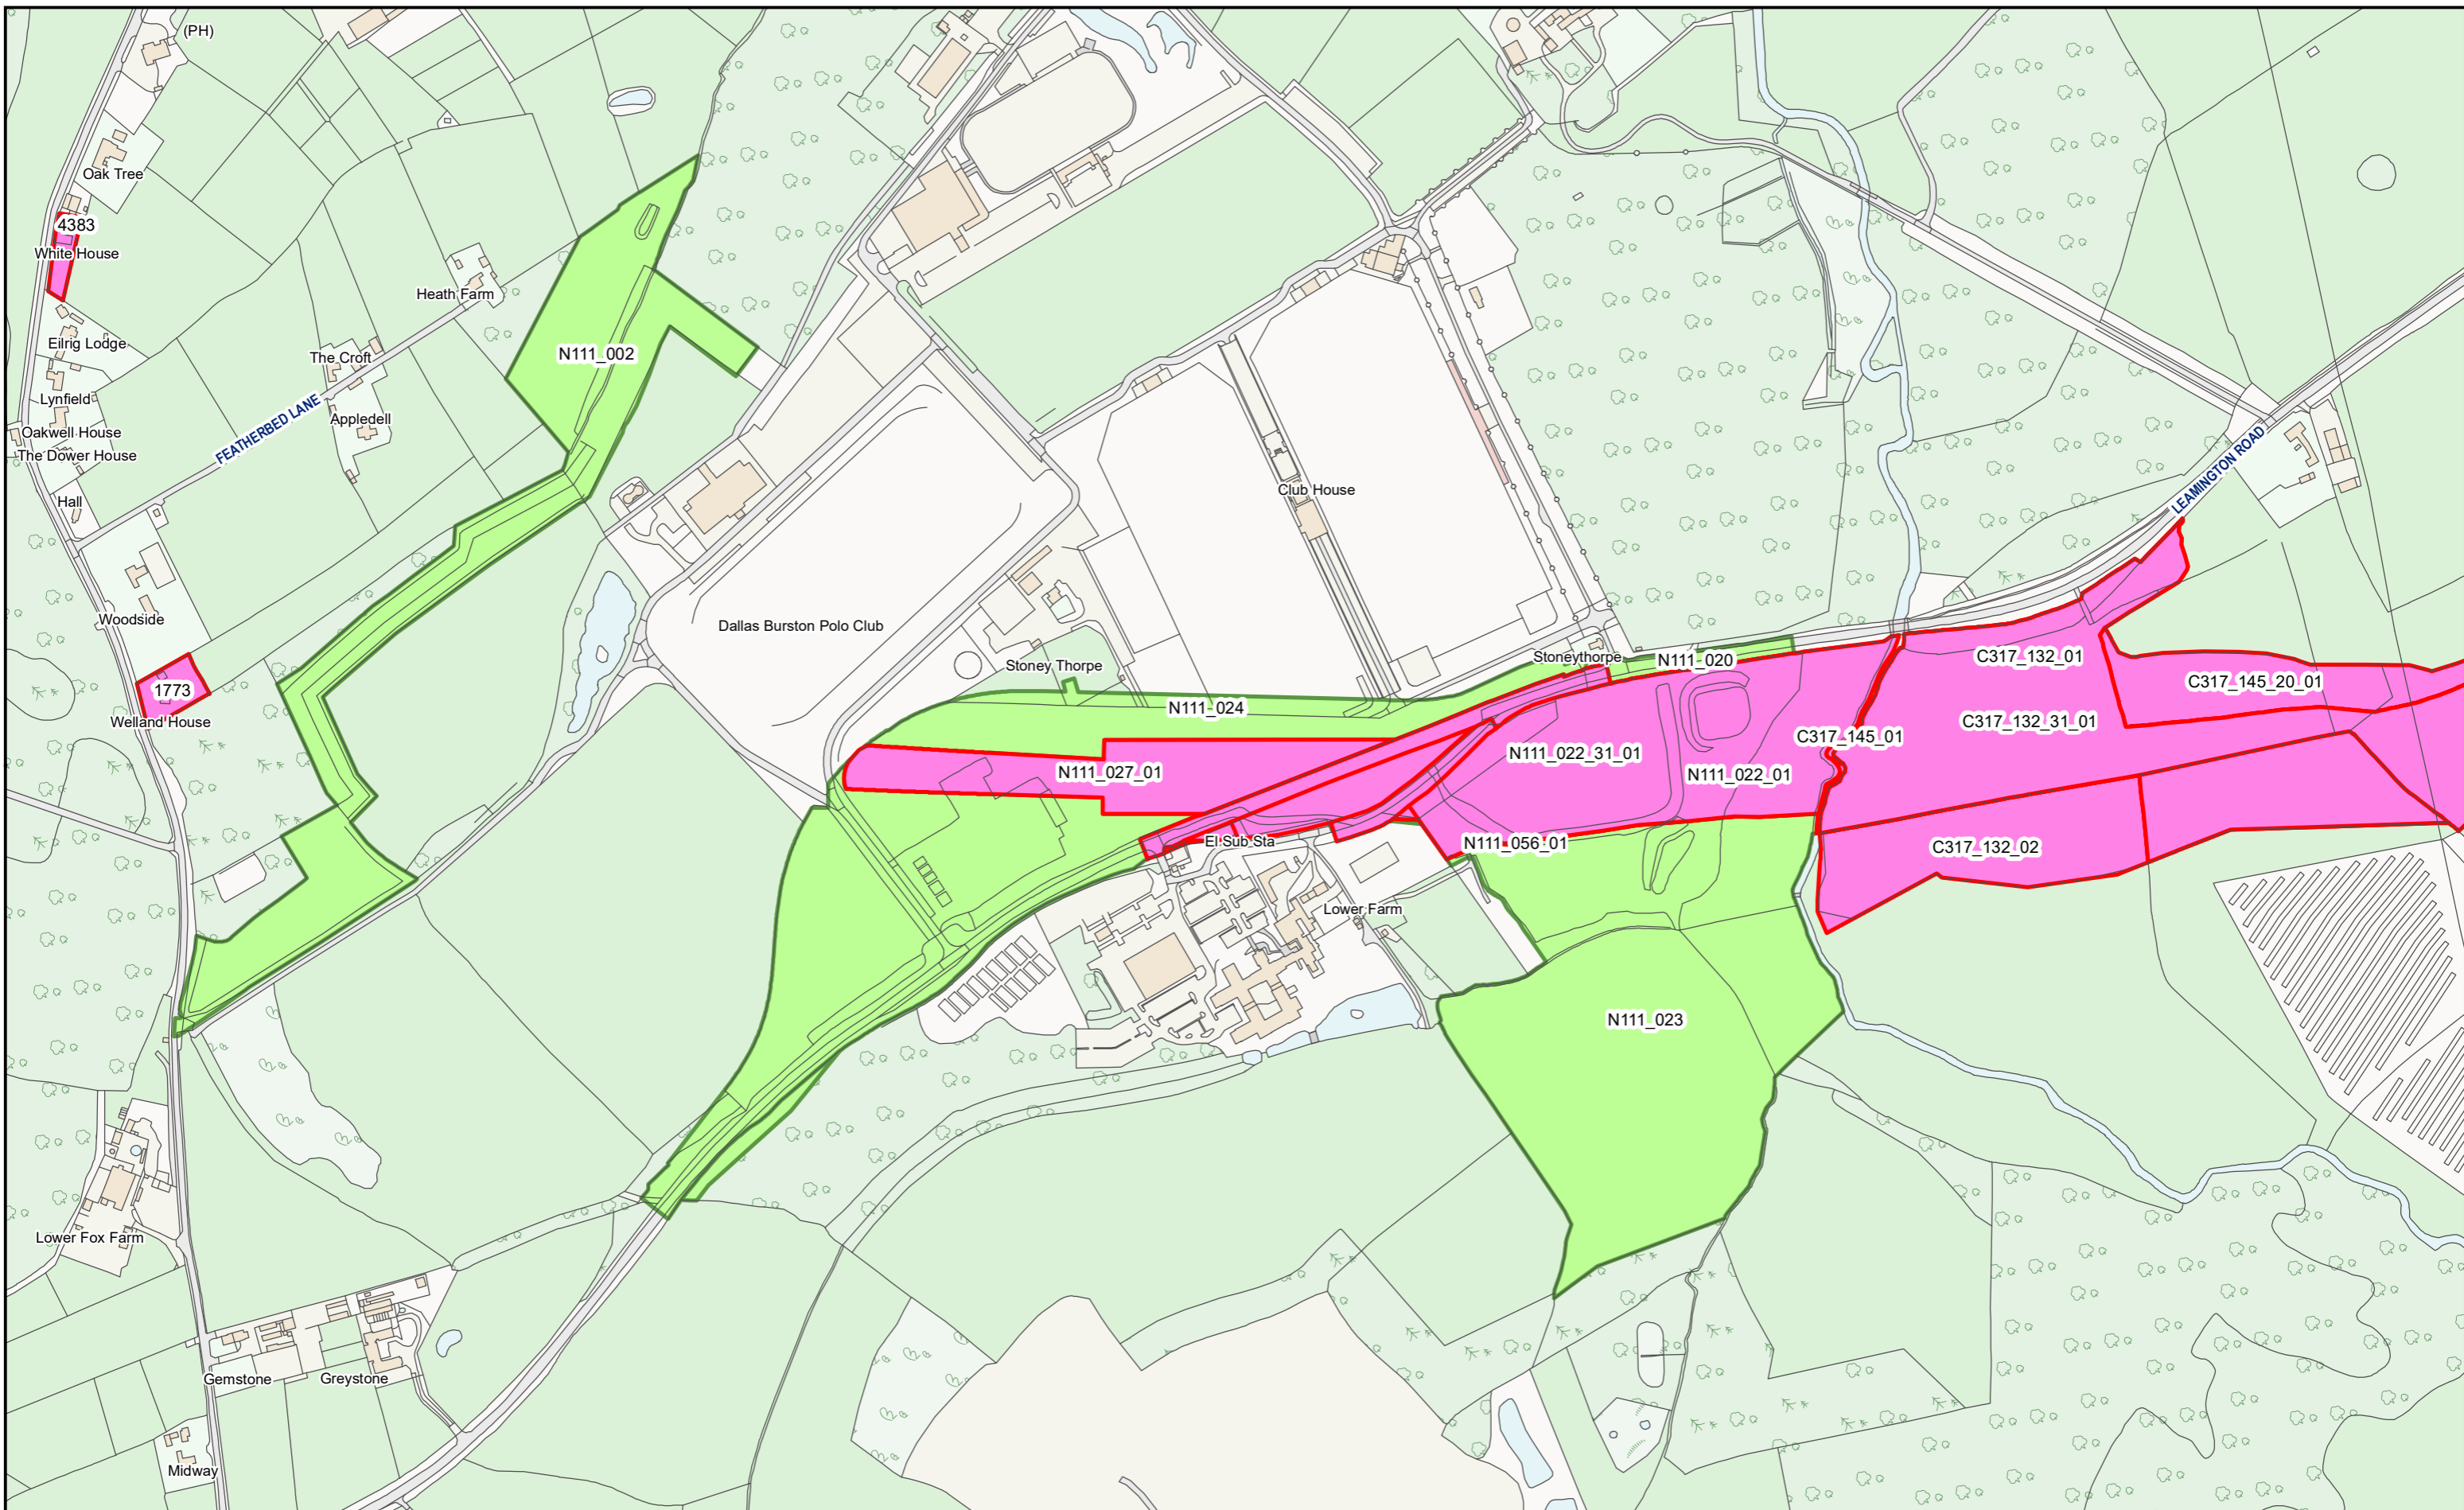 (PH)
Oak Tree
4383
White House
Heath Farm
Eilrig Lodge
The Croft
N111_002
Lynfield
Appledell
FEATHERBED LANE
Oakwell House
The Dower House
Hall
Club House
LEAMINGTON ROAD
Woodside
Dallas Burston Polo Club
Stoney Thorpe
Stoneythorpe
N111_020
C317_132_01
1773
Welland House
N111_024
C317_145_20_01
C317_132_31_01
C317_145_01
N111_022_31_01
N111_027_01
N111_022_01
El Sub Sta
N111_056_01
C317_132_02
Lower Farm
N111_023
Lower Fox Farm
Gemstone
Greystone
Midway